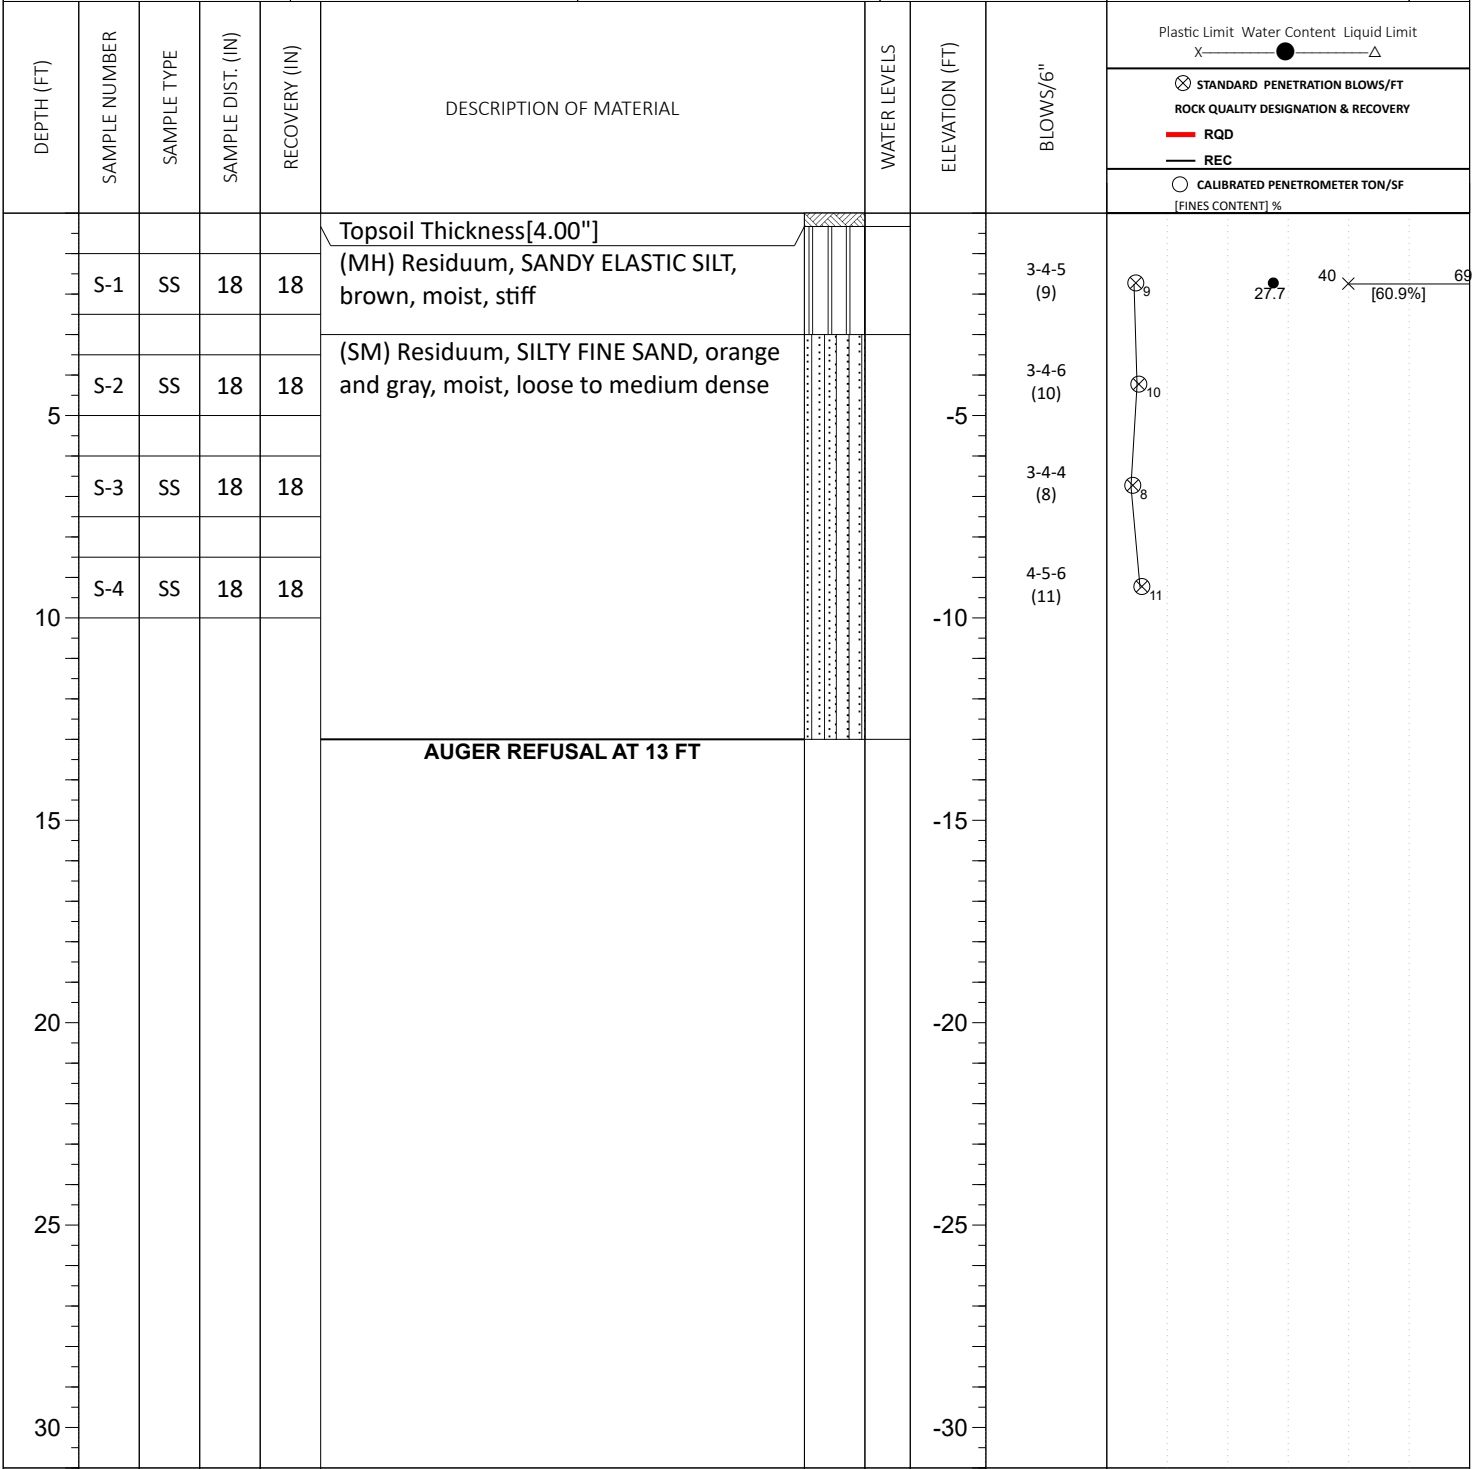 DEPTH (FT)
SAMPLE NUMBER
SAMPLE TYPE
SAMPLE DIST. (IN)
RECOVERY (IN)
DESCRIPTION OF MATERIAL
WATER LEVELS
ELEVATION (FT)
BLOWS/6"
Plastic Limit Water Content Liquid Limit
X
STANDARD PENETRATION BLOWS/FT
ROCK QUALITY DESIGNATION & RECOVERY
RQD
REC
CALIBRATED PENETROMETER TON/SF
[FINES CONTENT] %
Topsoil Thickness[4.00"]
(MH) Residuum, SANDY ELASTIC SILT,
brown, moist, stiff
S-1 SS 18 18
3-4-5
(9)
9
27.7
40
69
[60.9%]
(SM) Residuum, SILTY FINE SAND, orange
and gray, moist, loose to medium dense
S-2 SS 18 18
3-4-6
(10)
10
5
-5
S-3 SS 18 18
3-4-4
(8)
8
S-4 SS 18 18
4-5-6
(11)
11
10
-10
AUGER REFUSAL AT 13 FT
15
-15
20
-20
25
-25
30
-30